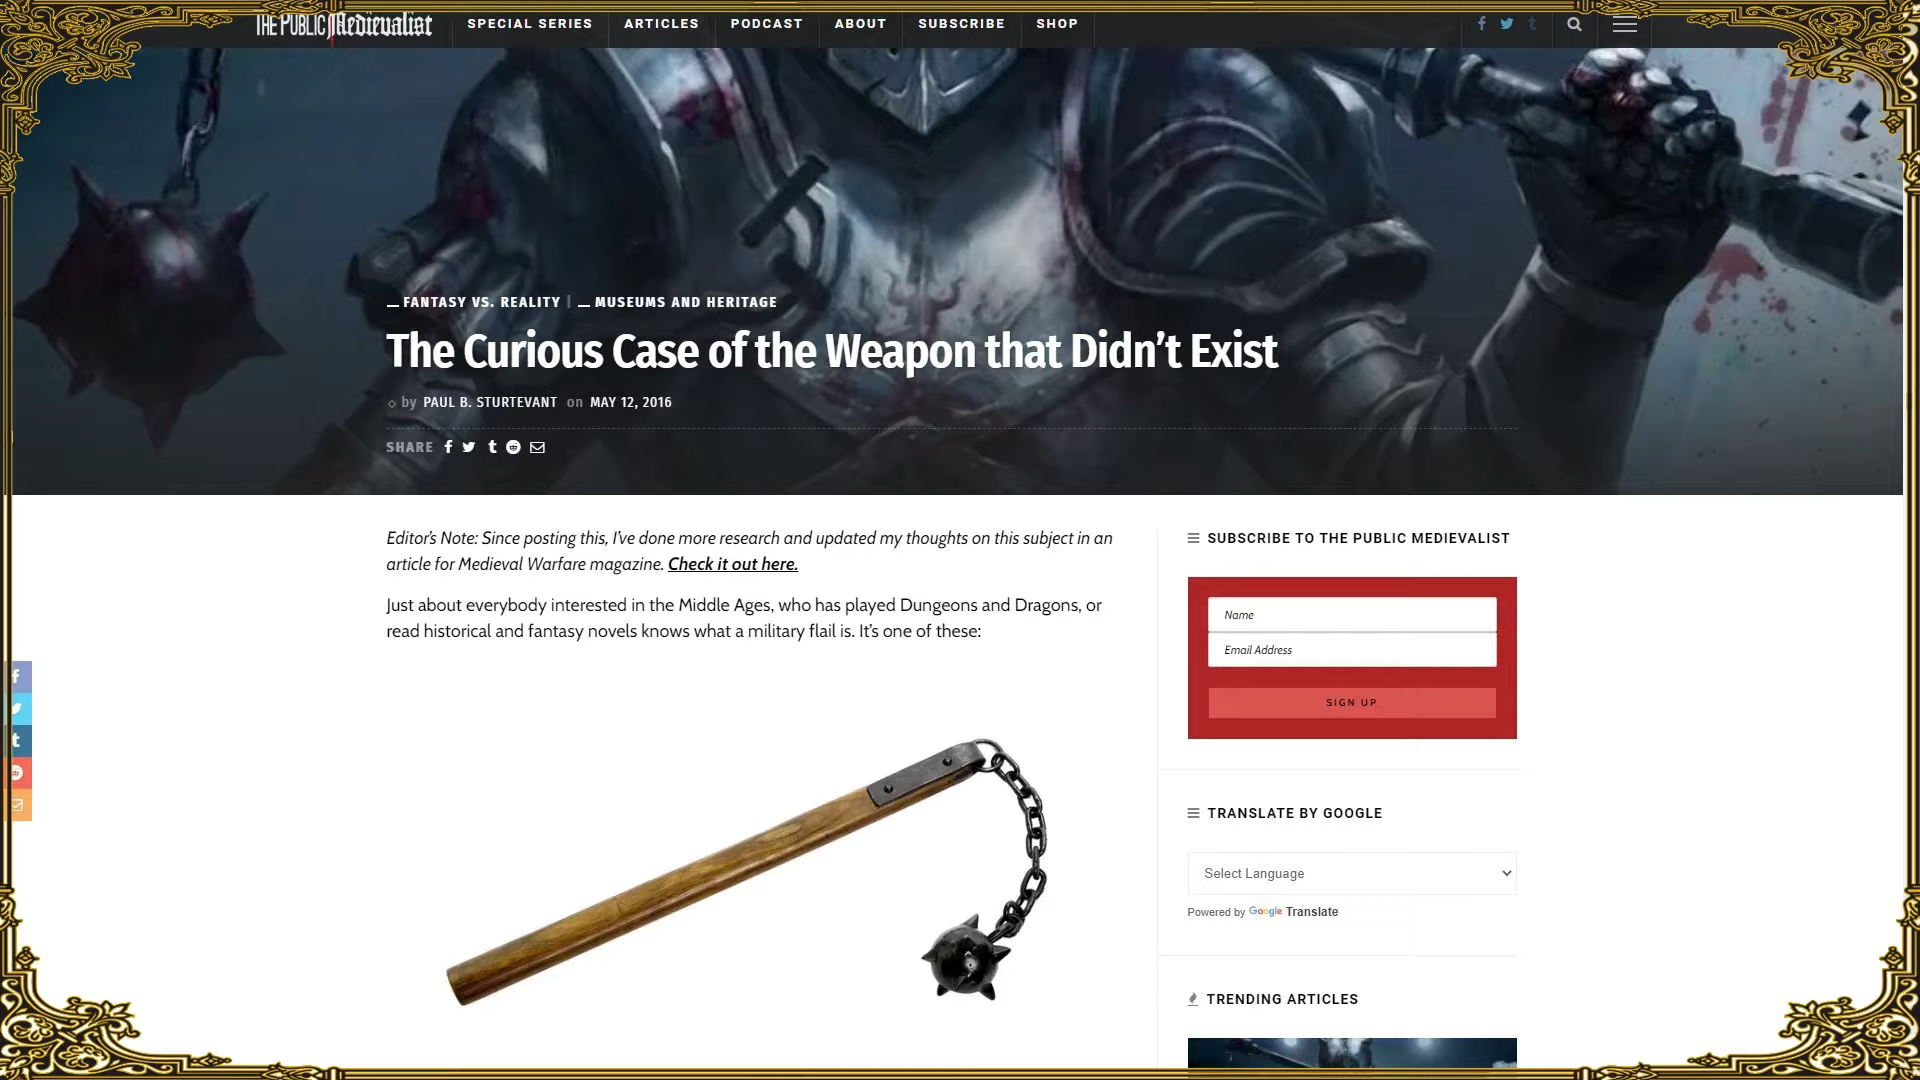 THE PUBLIC Medievalist
SPECIAL SERIES ARTICLES PODCAST ABOUT SUBSCRIBE SHOP
FANTASY VS. REALITY MUSEUMS AND HERITAGE
The Curious Case of the Weapon that Didn't Exist
by PAUL B. STURTEVANT on MAY 12, 2016
SHARE
Editor's Note: Since posting this, I've done more research and updated my thoughts on this subject in an
article for Medieval Warfare magazine. Check it out here.
Just about everybody interested in the Middle Ages, who has played Dungeons and Dragons, or
read historical and fantasy novels knows what a military flail is. It's one of these:
SUBSCRIBE TO THE PUBLIC MEDIEVALIST
Name
Email Address
SIGN UP
TRANSLATE BY GOOGLE
Select Language
Powered by Google Translate
TRENDING ARTICLES